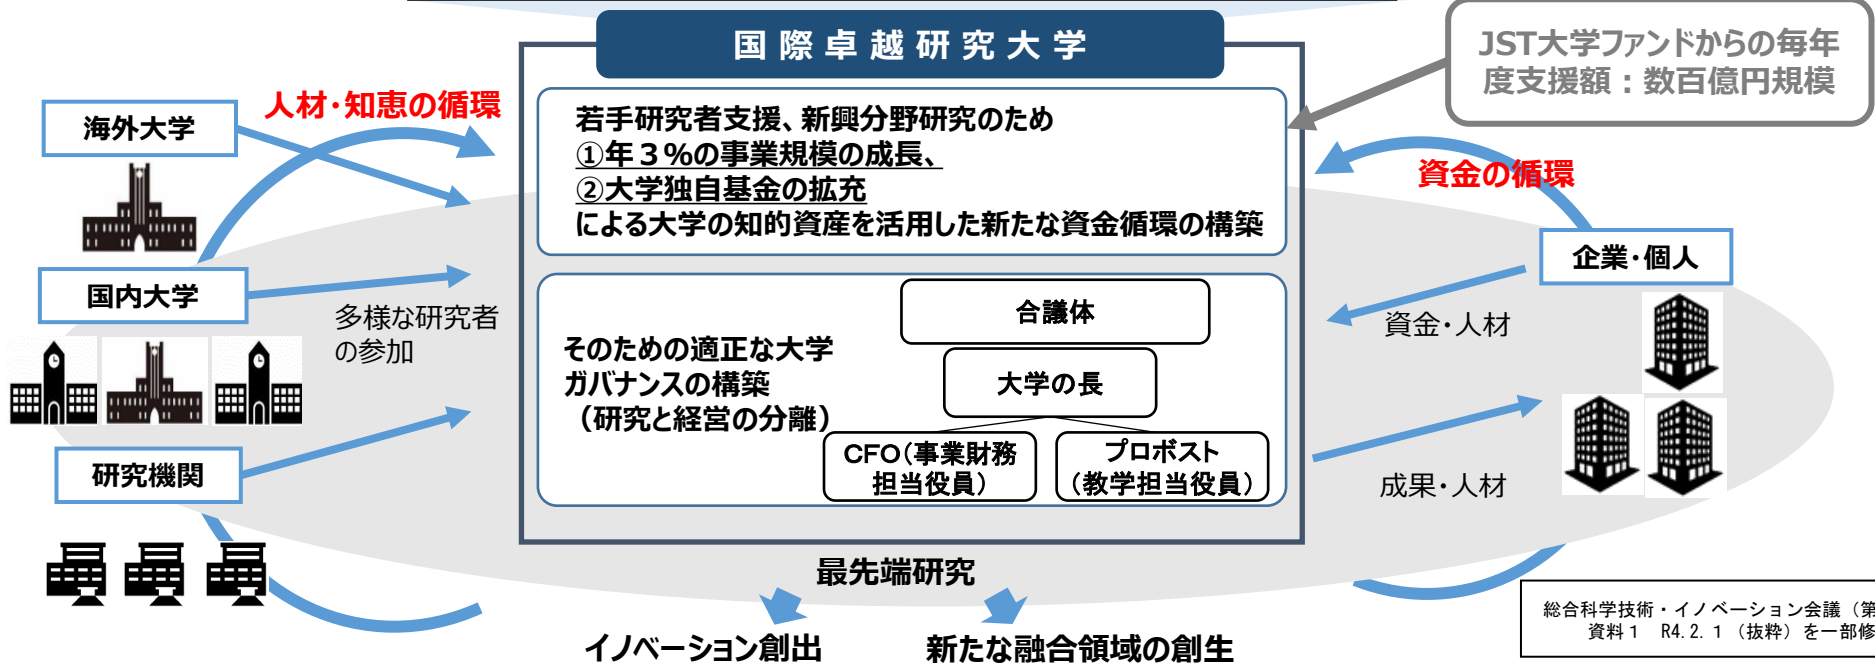 国際卓越研究大学
JST大学ファンドからの毎年
度支援額：数百億円規模
人材・知恵の循環
海外大学
国内大学
研究機関
多様な研究者
の参加
若手研究者支援、新興分野研究のため
①年３％の事業規模の成長、
②大学独自基金の拡充
による大学の知的資産を活用した新たな資金循環の構築
そのための適正な大学
ガバナンスの構築
（研究と経営の分離）
合議体
大学の長
CFO（事業財務
担当役員）
プロボスト
（教学担当役員）
資金の循環
企業・個人
資金・人材
成果・人材
最先端研究
イノベーション創出
新たな融合領域の創生
総合科学技術・イノベーション会議（第
資料１　R4.2.1（抜粋）を一部修